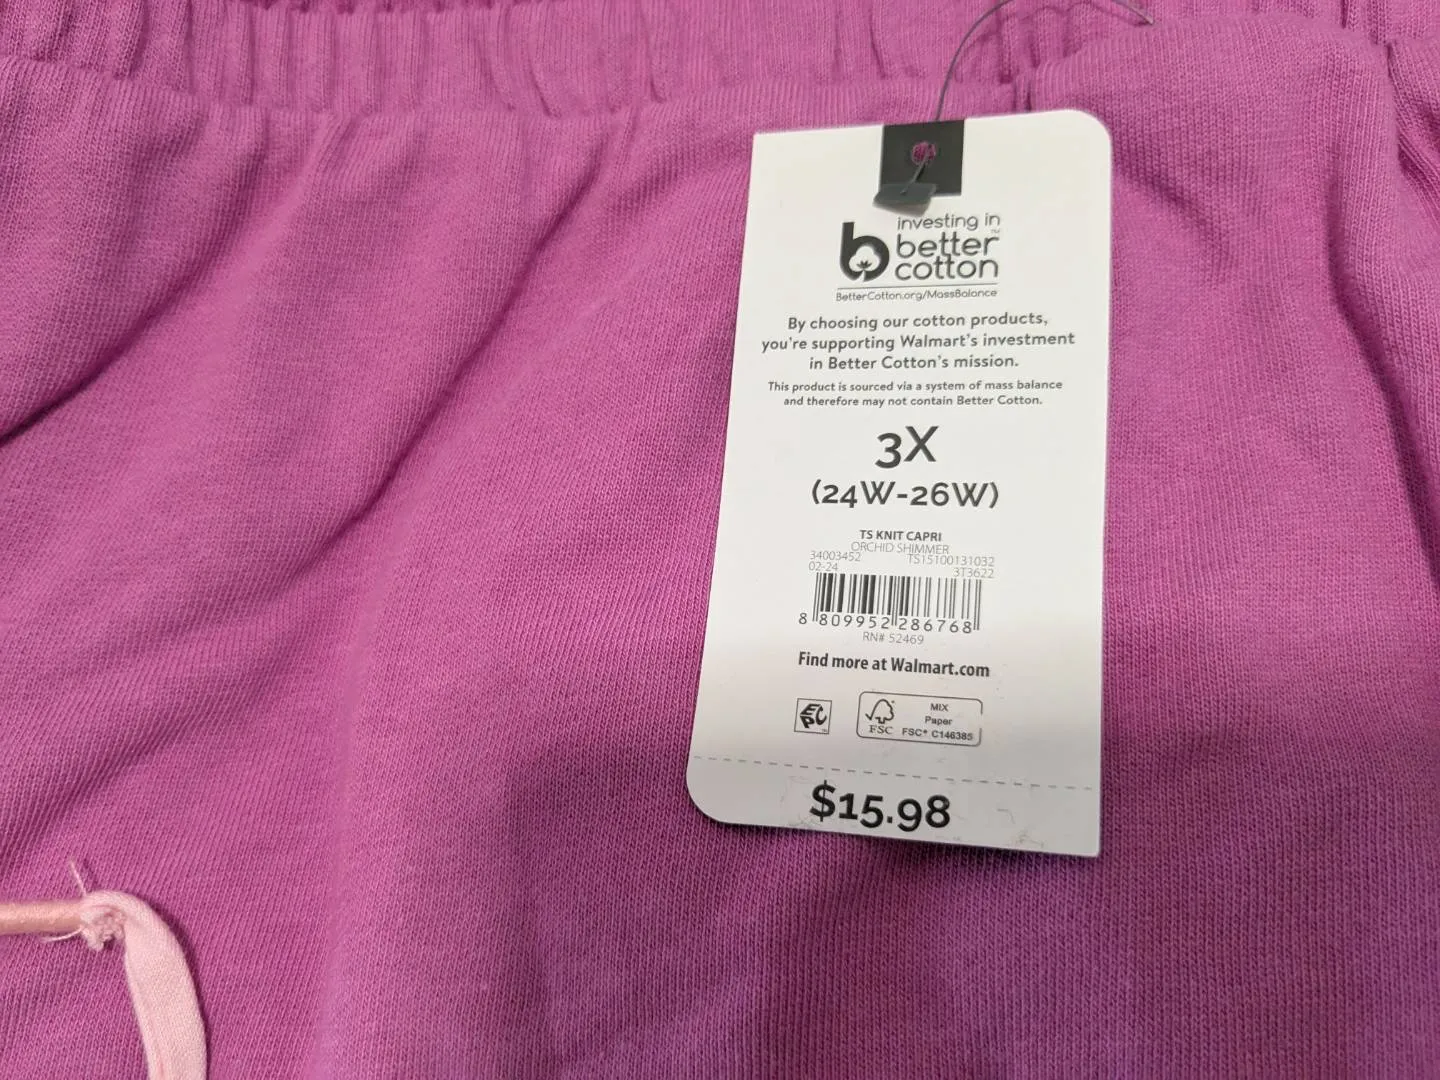 investing in
better™
cotton
BetterCotton.org/MassBalance
By choosing our cotton products,
you're supporting Walmart's investment
in Better Cotton's mission.
This product is sourced via a system of mass balance
and therefore may not contain Better Cotton.
3X
(24W-26W)
TS KNIT CAPRI
ORCHID SHIMMER
34003452 TS15100131032
02-24 3T3622
8 809952 286768
RN# 52469
Find more at Walmart.com
EPC
MIX
Paper
FSC FSC® C146385
$15.98